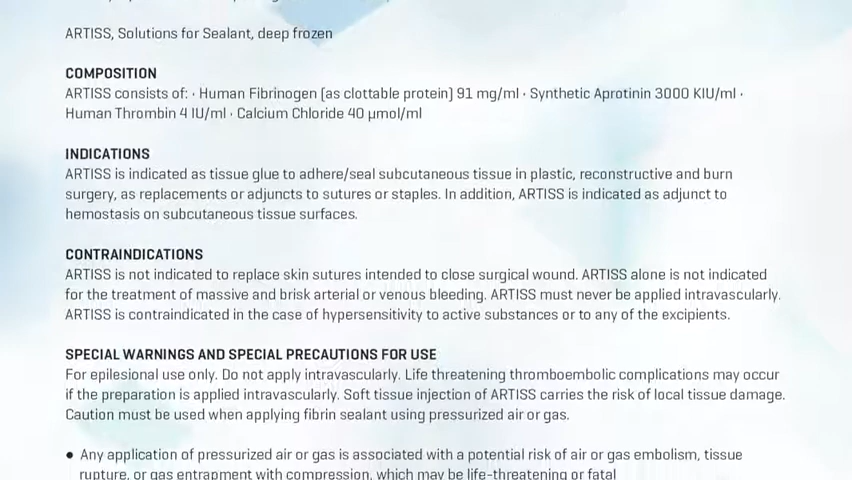 ARTISS, Solutions for Sealant, deep frozen
COMPOSITION
ARTISS consists of: · Human Fibrinogen (as clottable protein) 91 mg/ml · Synthetic Aprotinin 3000 KIU/ml ·
Human Thrombin 4 IU/ml · Calcium Chloride 40 µmol/ml
INDICATIONS
ARTISS is indicated as tissue glue to adhere/seal subcutaneous tissue in plastic, reconstructive and burn
surgery, as replacements or adjuncts to sutures or staples. In addition, ARTISS is indicated as adjunct to
hemostasis on subcutaneous tissue surfaces.
CONTRAINDICATIONS
ARTISS is not indicated to replace skin sutures intended to close surgical wound. ARTISS alone is not indicated
for the treatment of massive and brisk arterial or venous bleeding. ARTISS must never be applied intravascularly.
ARTISS is contraindicated in the case of hypersensitivity to active substances or to any of the excipients.
SPECIAL WARNINGS AND SPECIAL PRECAUTIONS FOR USE
For epilesional use only. Do not apply intravascularly. Life threatening thromboembolic complications may occur
if the preparation is applied intravascularly. Soft tissue injection of ARTISS carries the risk of local tissue damage.
Caution must be used when applying fibrin sealant using pressurized air or gas.
● Any application of pressurized air or gas is associated with a potential risk of air or gas embolism, tissue
rupture, or gas entrapment with compression, which may be life-threatening or fatal